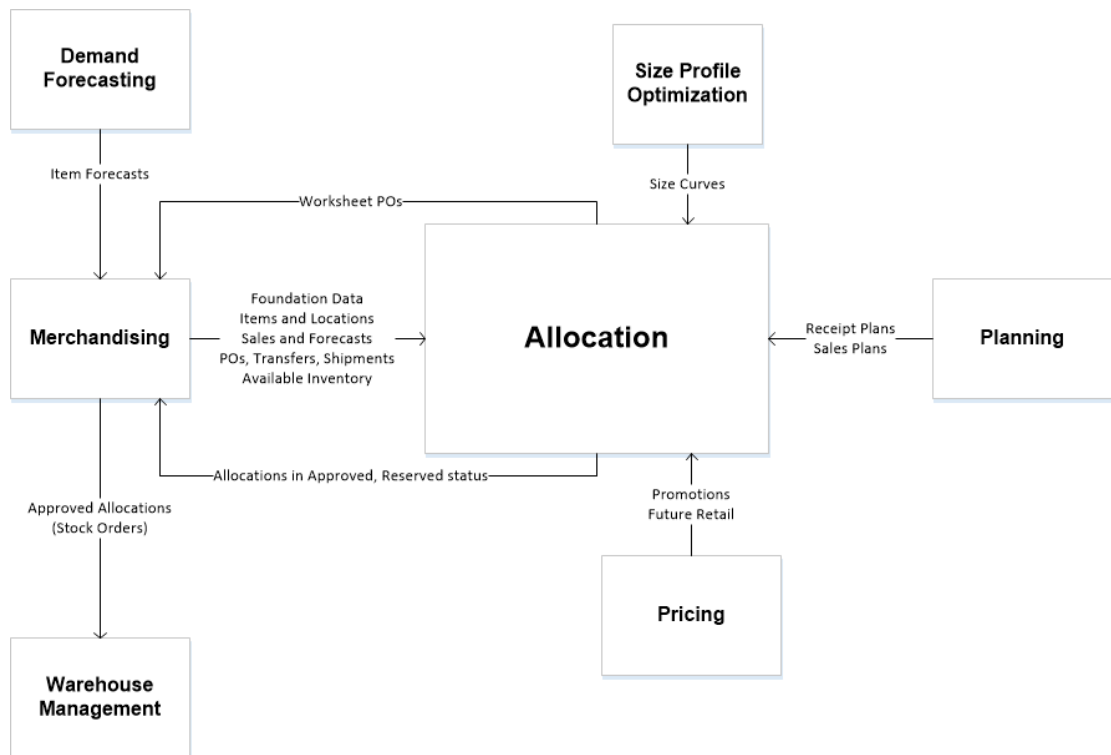 Demand
Forecasting
Size Profile
Optimization
Item Forecasts
Size Curves
Worksheet POs
Merchandising
Foundation Data
Items and Locations
Sales and Forecasts
POs, Transfers, Shipments
Available Inventory
Allocation
Receipt Plans
Sales Plans
Planning
Allocations in Approved, Reserved status
Approved Allocations
(Stock Orders)
Promotions
Future Retail
Pricing
Warehouse
Management